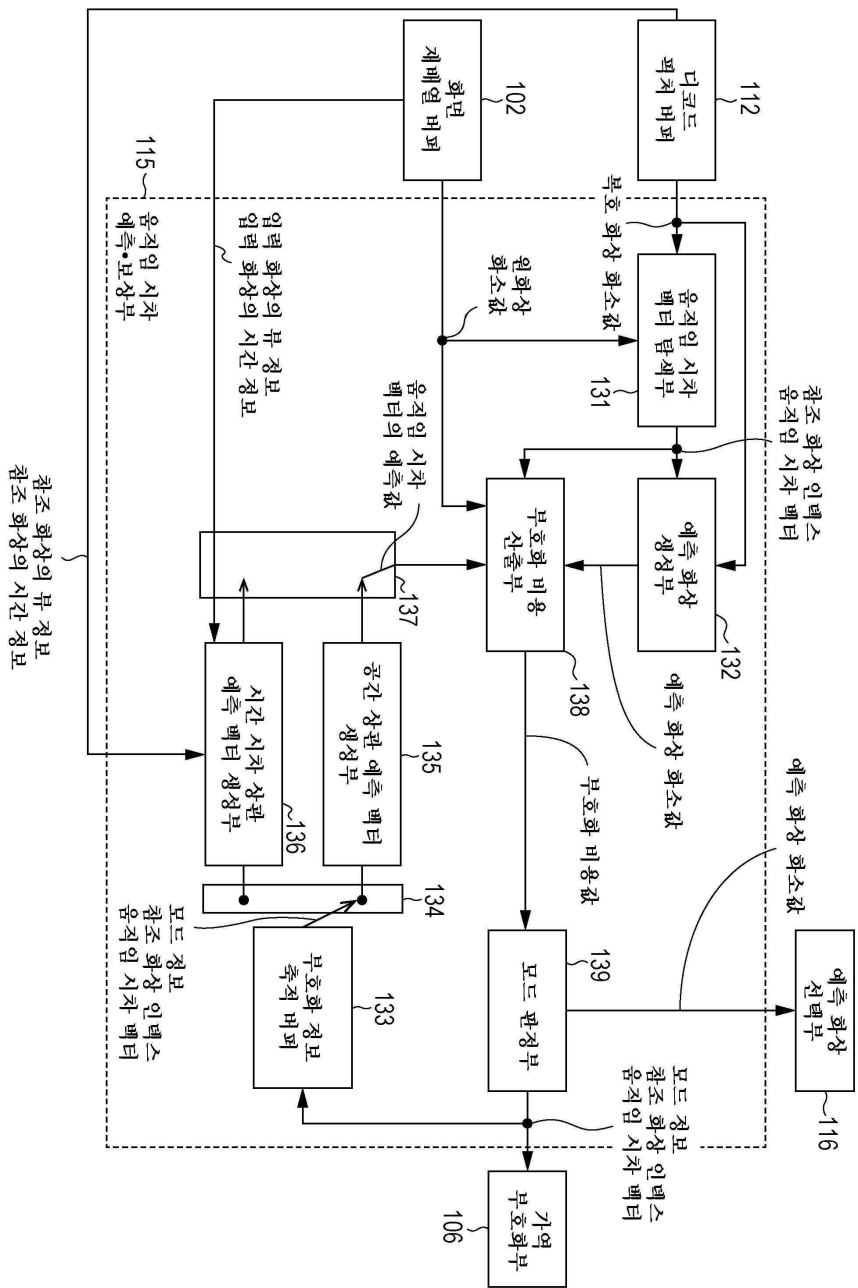 디코드
픽처 버퍼
112
화면
재배열 버퍼
102
115
움직임 시차
예측•보상부
부호 화상 화소값
원화상
화소값
입력 화상의 뷰 정보
입력 화상의 시간 정보
참조 화상의 뷰 정보
참조 화상의 시간 정보
움직임 시차
벡터 탐색부
131
참조 화상 인덱스
움직임 시차 벡터
예측 화상
생성부
132
예측 화상 화소값
움직임 시차
벡터의 예측값
부호화 비용
산출부
138
부호화 비용값
137
공간 상관 예측 벡터
생성부
135
시간 시차 상관
예측 벡터 생성부
136
134
모드 정보
참조 화상 인덱스
움직임 시차 벡터
부호화 정보
축적 버퍼
133
모드 판정부
139
예측 화상 화소값
예측 화상
선택부
116
모드 정보
참조 화상 인덱스
움직임 시차 벡터
가역
부호화부
106